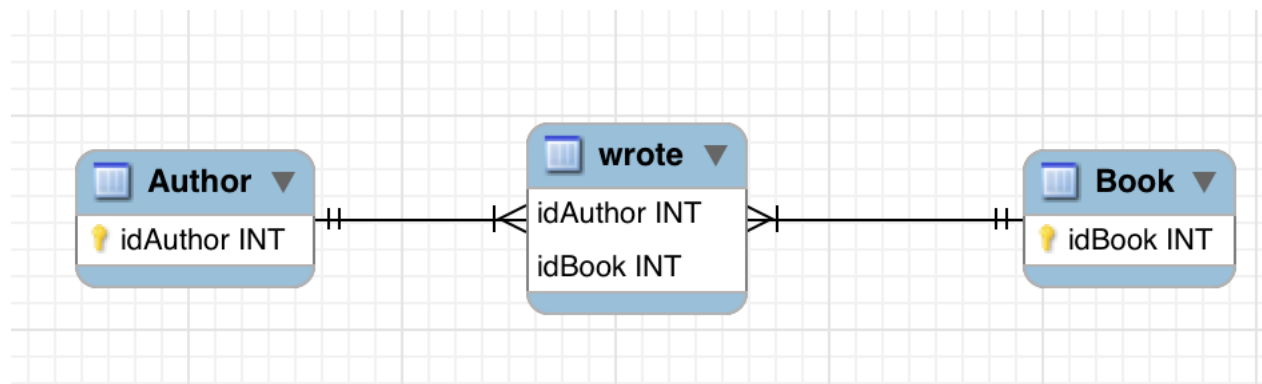 Author
idAuthor INT
wrote
idAuthor INT
idBook INT
Book
idBook INT